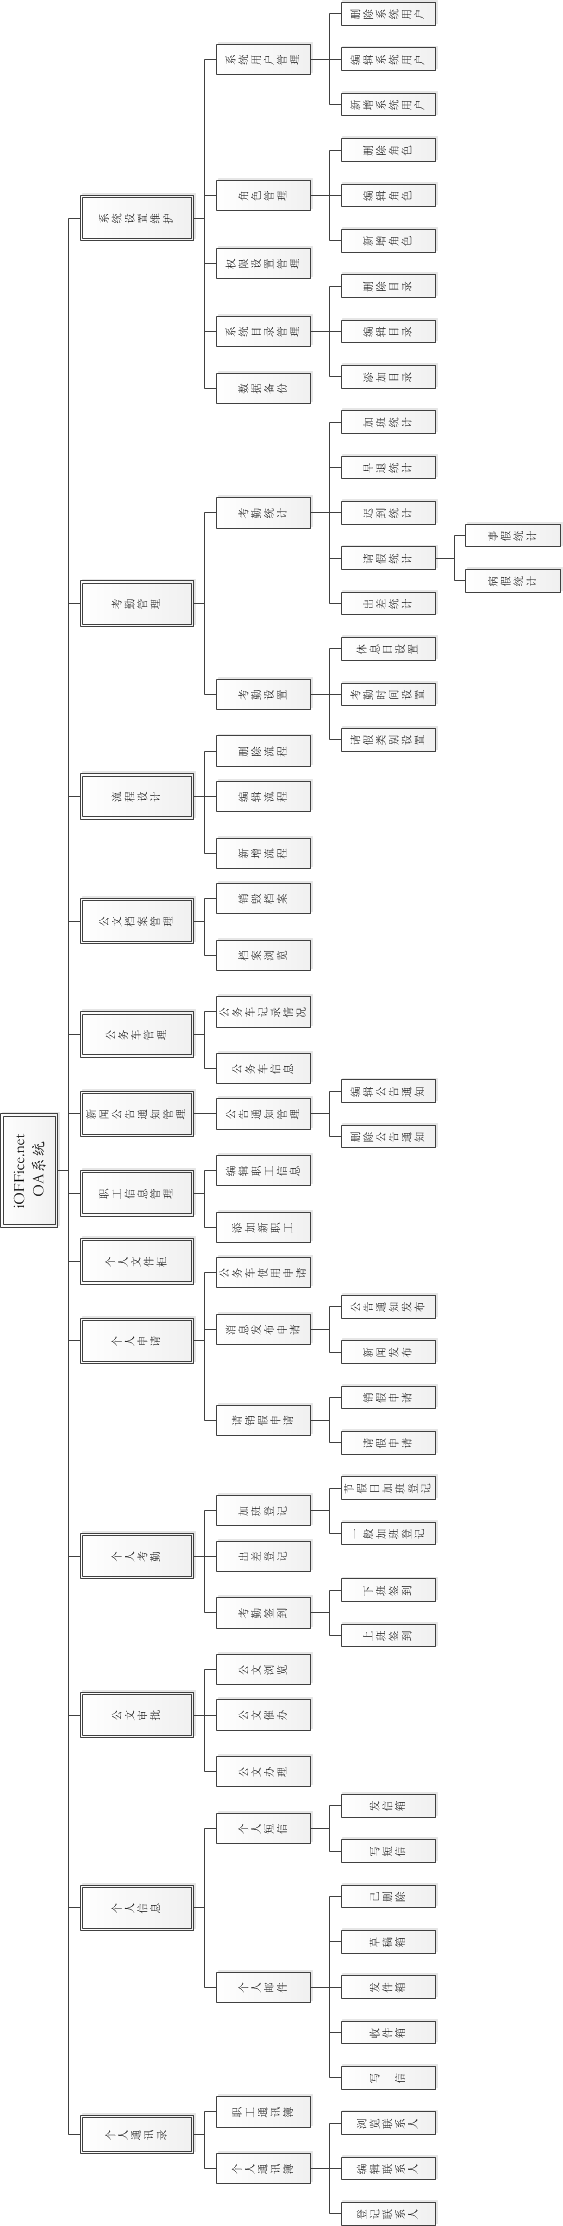 iOFFice.net
OA系统
系统设置维护
系统用户管理
删除系统用户
编辑系统用户
新增系统用户
角色管理
删除角色
编辑角色
新增角色
权限设置管理
系统目录管理
删除目录
编辑目录
添加目录
数据备份
考勤管理
考勤统计
加班统计
早退统计
迟到统计
请假统计
事假统计
病假统计
出差统计
考勤设置
休息日设置
考勤时间设置
请假类别设置
流程设计
删除流程
编辑流程
新增流程
公文档案管理
销毁档案
档案浏览
公务车管理
公务车记录情况
公务车信息
新闻公告通知管理
公告通知管理
编辑公告通知
删除公告通知
职工信息管理
编辑职工信息
添加新职工
个人文件柜
个人申请
公务车使用申请
消息发布申请
公告通知发布
新闻发布
请销假申请
销假申请
请假申请
个人考勤
加班登记
节假日加班登记
一般加班登记
出差登记
考勤签到
下班签到
上班签到
公文审批
公文浏览
公文催办
公文办理
个人信息
个人短信
发信箱
写短信
个人邮件
已删除
草稿箱
发件箱
收件箱
写信
个人通讯录
职工通讯簿
个人通讯簿
浏览联系人
编辑联系人
登记联系人